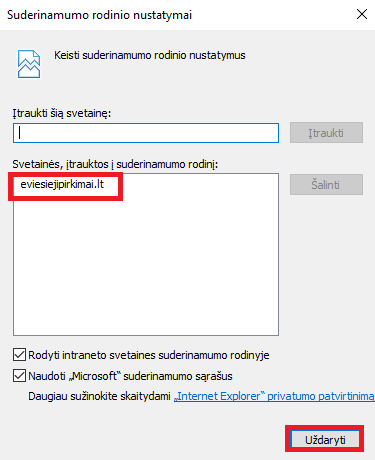 Suderinamumo rodinio nustatymai
Keisti suderinamumo rodinio nustatymus
Įtraukti šią svetainę:
Įtraukti
Svetainės, įtrauktos į suderinamumo rodinį:
eviesiejipirkimai.lt
Šalinti
Rodyti intraneto svetaines suderinamumo rodinyje
Naudoti „Microsoft“ suderinamumo sąrašus
Daugiau sužinokite skaitydami „Internet Explorer“ privatumo patvirtinima
Uždaryti